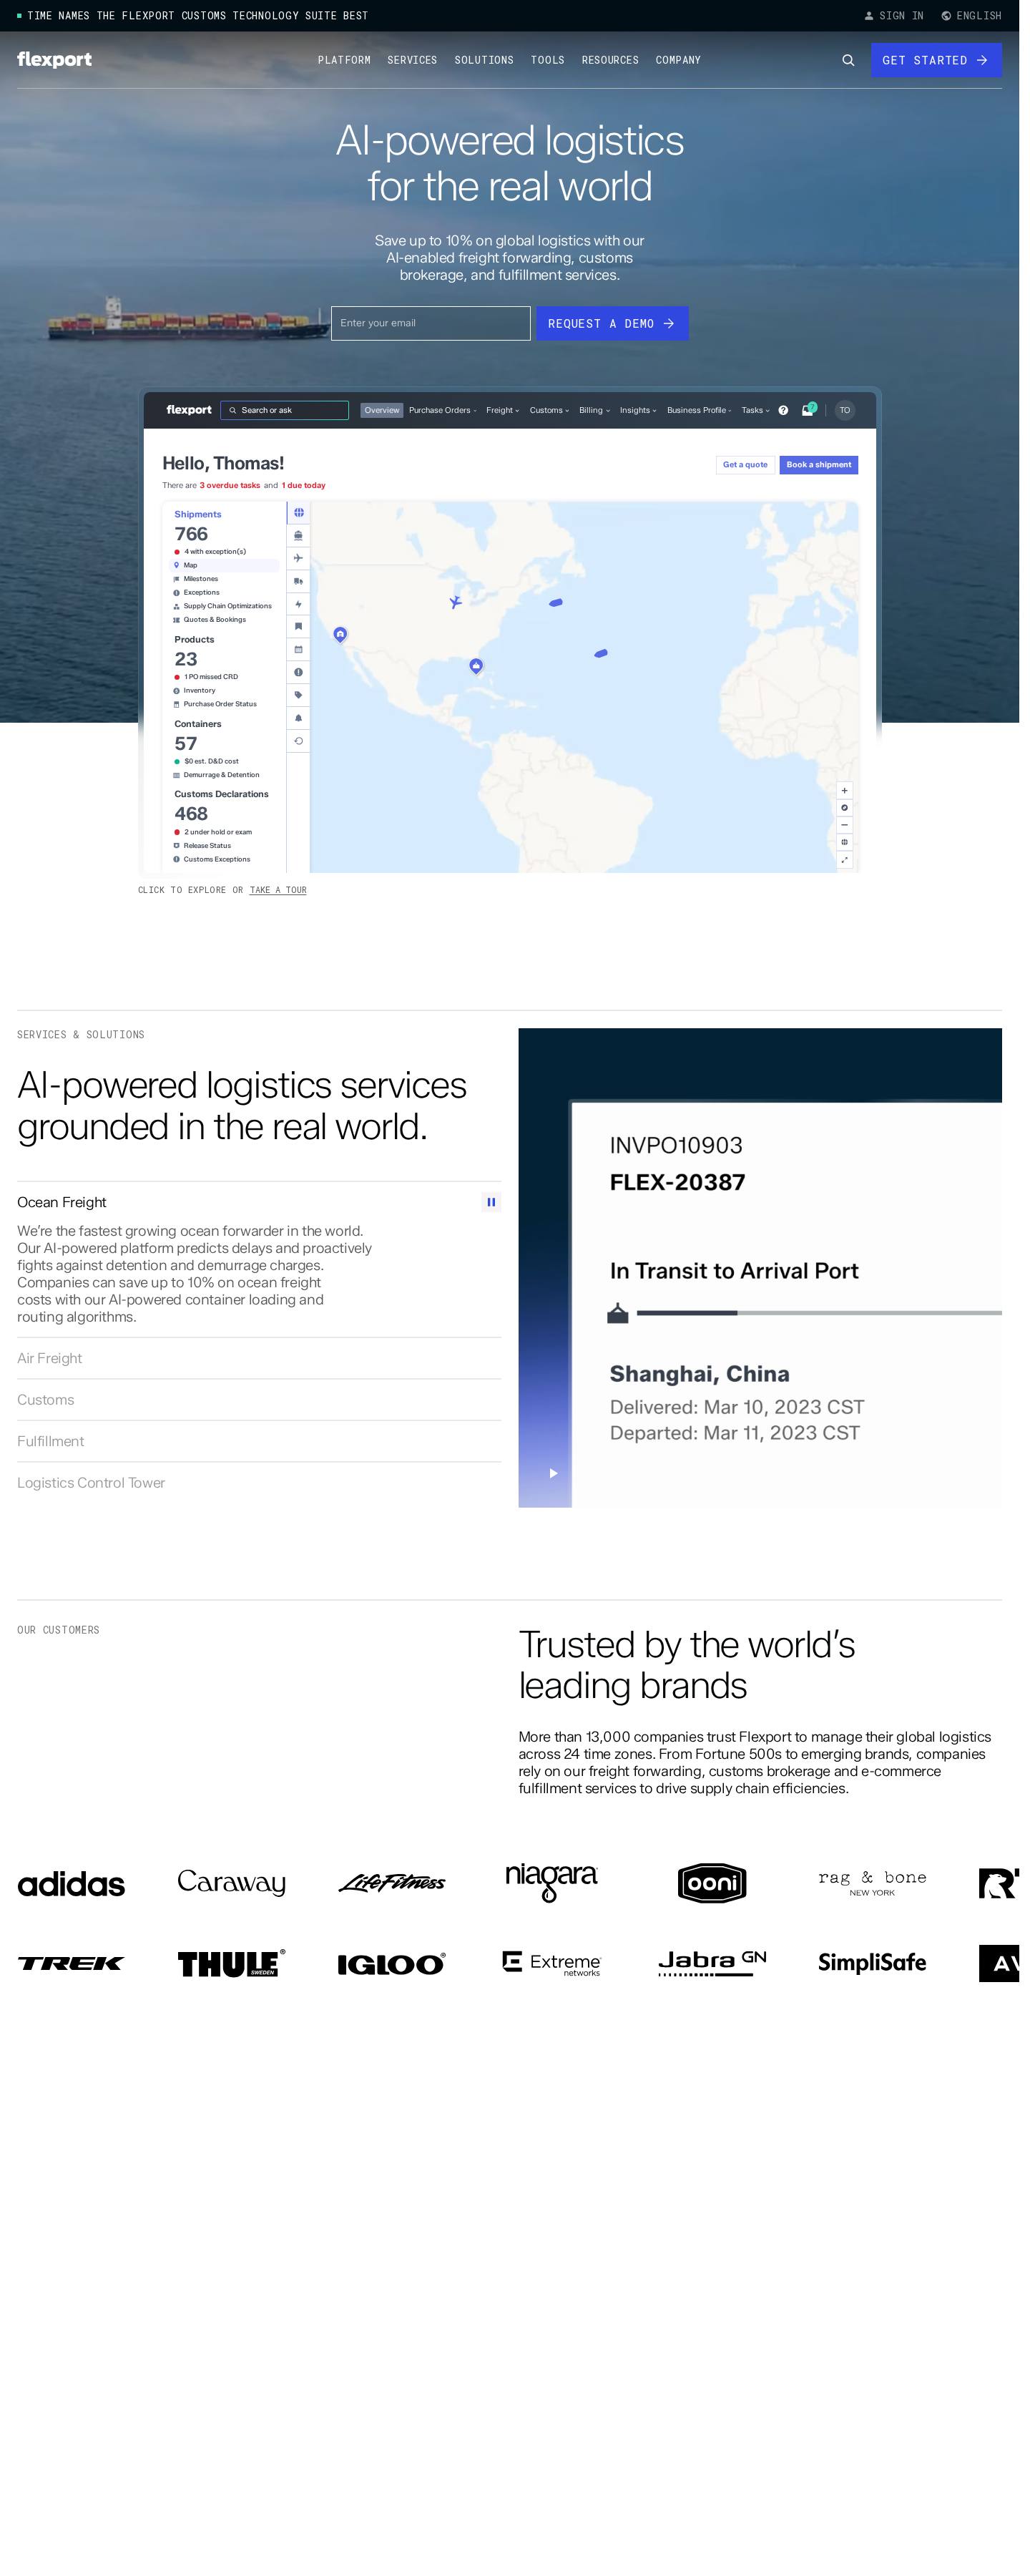 TIME NAMES THE FLEXPORT CUSTOMS TECHNOLOGY SUITE BEST
SIGN IN
ENGLISH
flexport
PLATFORM
SERVICES
SOLUTIONS
TOOLS
RESOURCES
COMPANY
GET STARTED
AI-powered logistics
for the real world
Save up to 10% on global logistics with our
AI-enabled freight forwarding, customs
brokerage, and fulfillment services.
Enter your email
REQUEST A DEMO
flexport
Search or ask
Overview
Purchase Orders
Freight
Customs
Billing
Insights
Business Profile
Tasks
TO
Hello, Thomas!
There are 3 overdue tasks and 1 due today
Get a quote
Book a shipment
Shipments
766
4 with exception(s)
Map
Milestones
Exceptions
Supply Chain Optimizations
Quotes & Bookings
Products
23
1 PO missed CRD
Inventory
Purchase Order Status
Containers
57
$0 est. D&D cost
Demurrage & Detention
Customs Declarations
468
2 under hold or exam
Release Status
Customs Exceptions
CLICK TO EXPLORE OR TAKE A TOUR
SERVICES & SOLUTIONS
AI-powered logistics services
grounded in the real world.
Ocean Freight
We’re the fastest growing ocean forwarder in the world.
Our AI-powered platform predicts delays and proactively
fights against detention and demurrage charges.
Companies can save up to 10% on ocean freight
costs with our AI-powered container loading and
routing algorithms.
Air Freight
Customs
Fulfillment
Logistics Control Tower
INVPO10903
FLEX-20387
In Transit to Arrival Port
Shanghai, China
Delivered: Mar 10, 2023 CST
Departed: Mar 11, 2023 CST
OUR CUSTOMERS
Trusted by the world’s
leading brands
More than 13,000 companies trust Flexport to manage their global logistics
across 24 time zones. From Fortune 500s to emerging brands, companies
rely on our freight forwarding, customs brokerage and e-commerce
fulfillment services to drive supply chain efficiencies.
adidas
Caraway
Life Fitness
niagara
ooni
rag & bone
NEW YORK
TREK
THULE®
SWEDEN
IGLOO®
Extreme
networks
Jabra GN
SimpliSafe